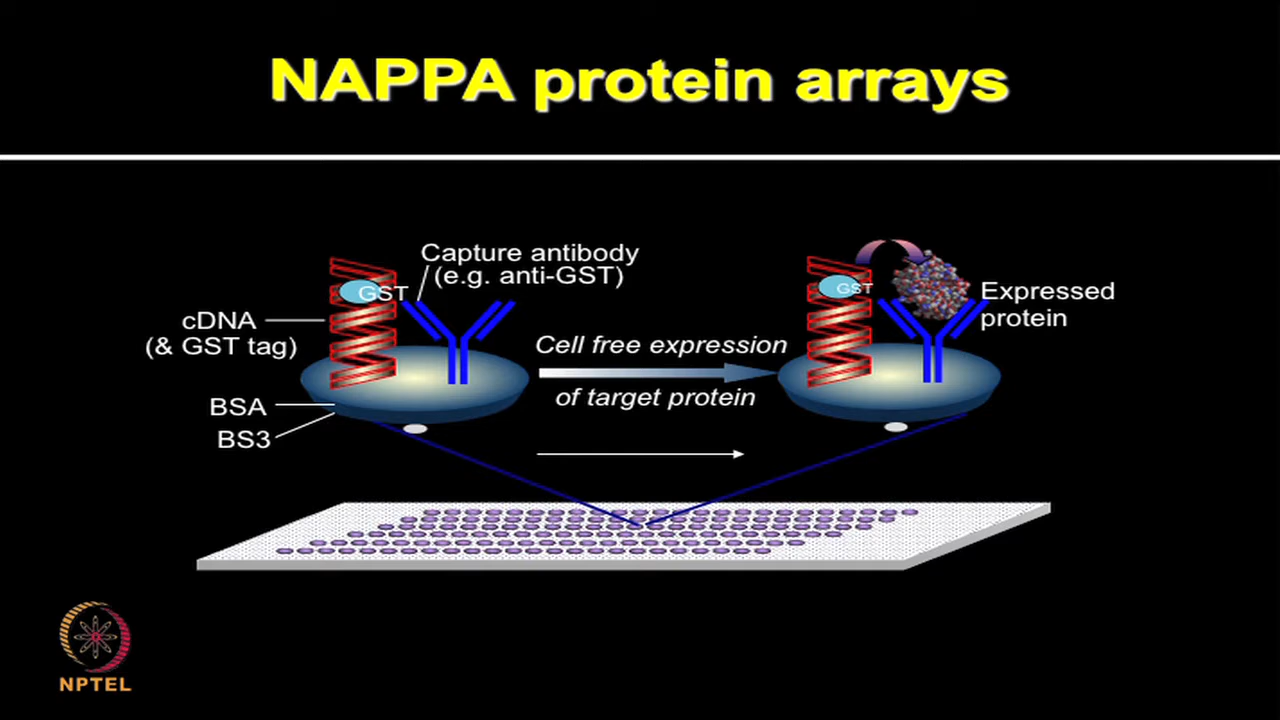 NAPPA protein arrays
Capture antibody
(e.g. anti-GST)
GST
cDNA
(& GST tag)
BSA
BS3
Cell free expression
of target protein
GST
Expressed
protein
NPTEL